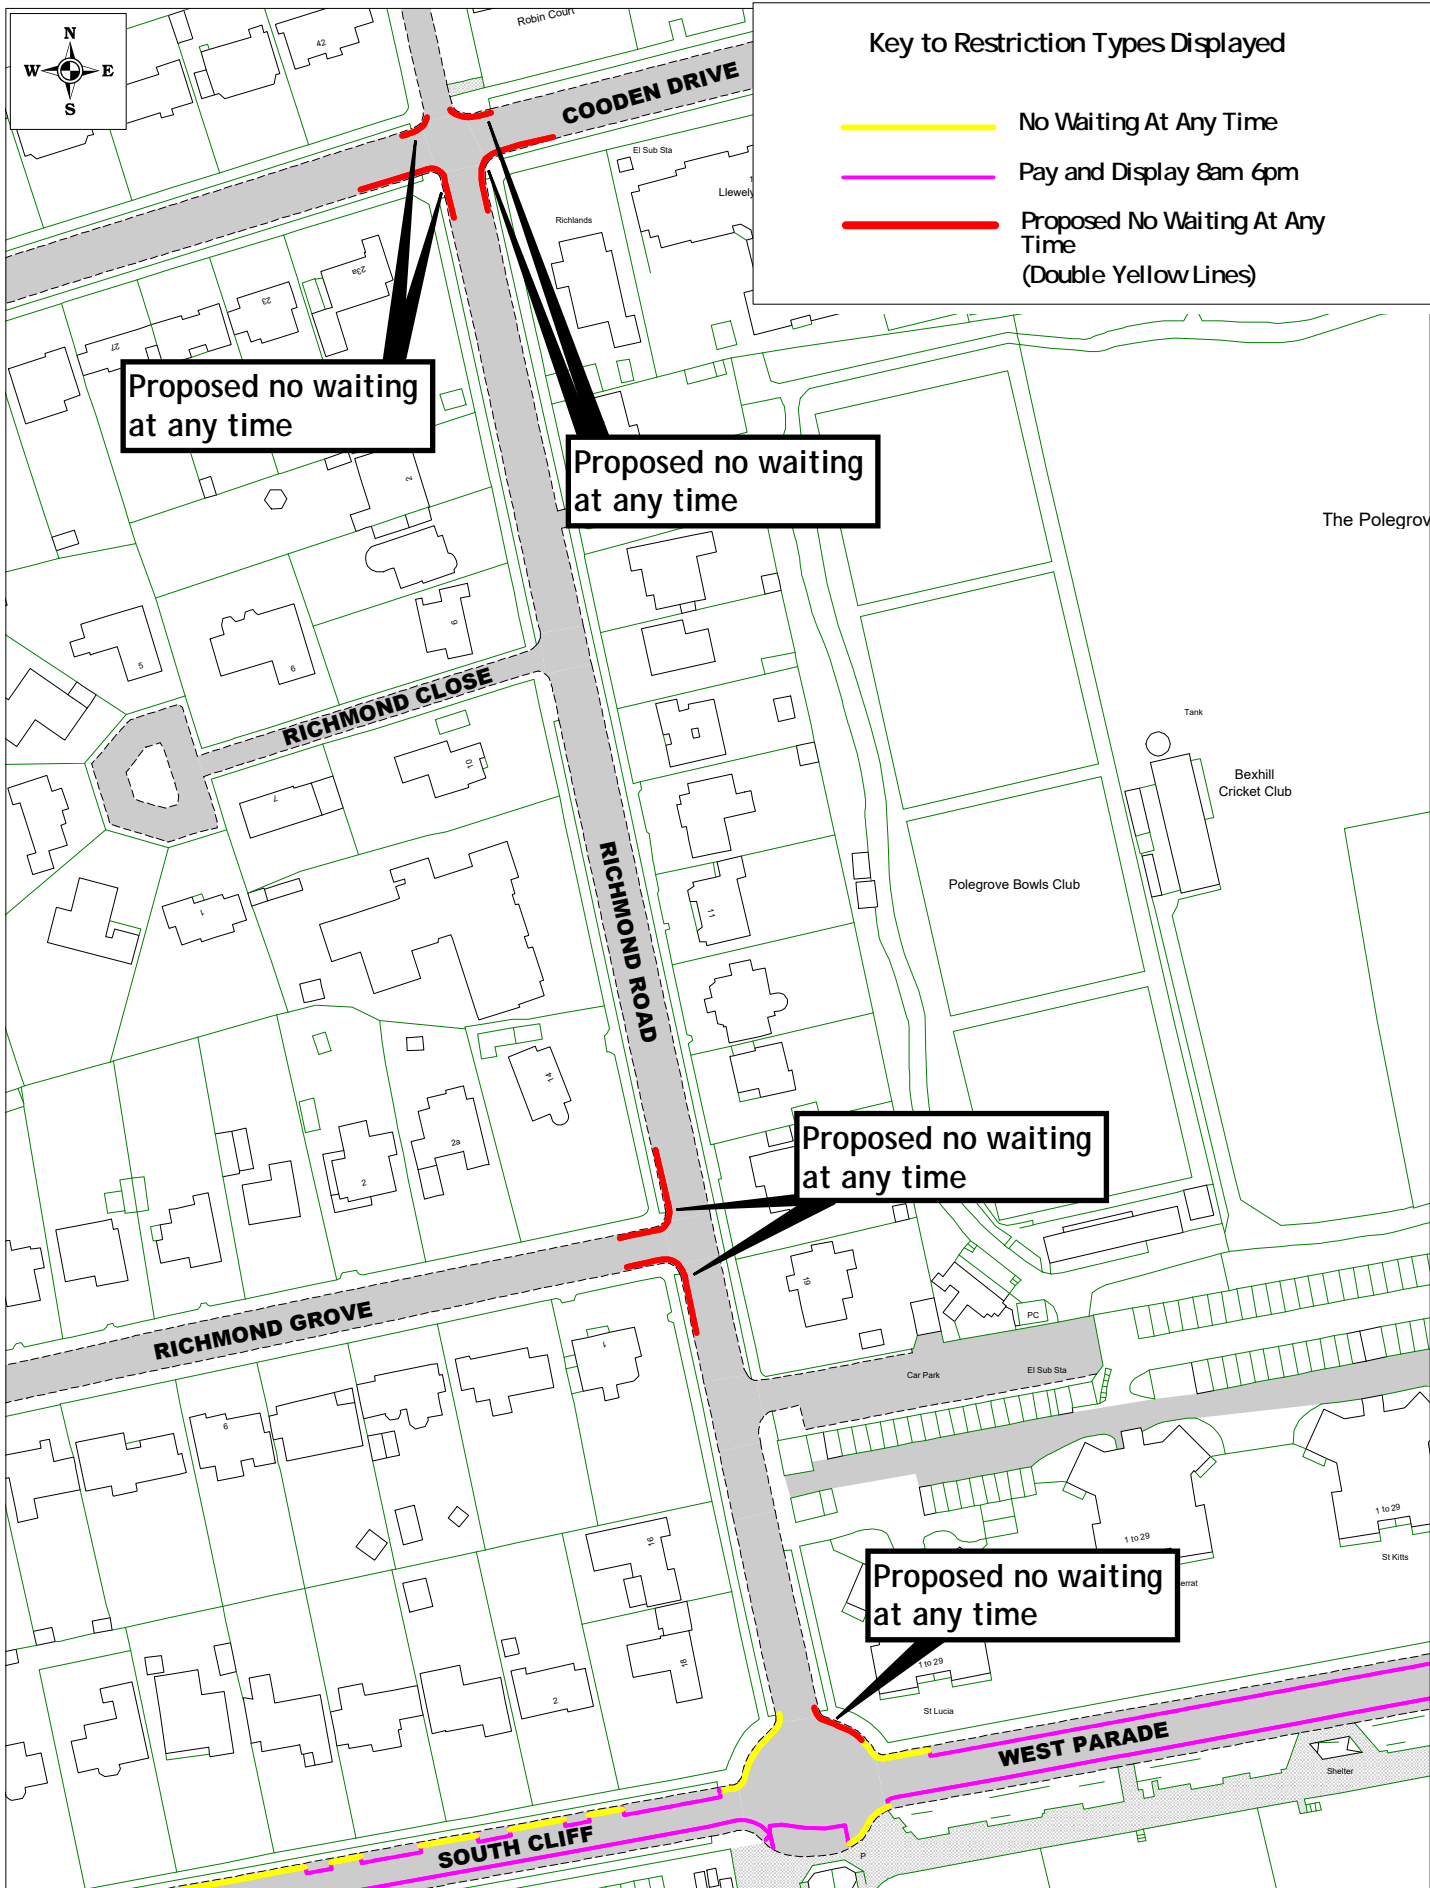 N
W E
S
Key to Restriction Types Displayed
No Waiting At Any Time
Pay and Display 8am 6pm
Proposed No Waiting At Any
Time
(Double Yellow Lines)
Robin Court
42
COODEN DRIVE
El Sub Sta
Llewely
Richlands
23a
23
27
Proposed no waiting
at any time
Proposed no waiting
at any time
2
The Polegrov
9
5
6
RICHMOND CLOSE
Tank
Bexhill
Cricket Club
10
7
RICHMOND ROAD
Polegrove Bowls Club
1
11
14
2a
2
Proposed no waiting
at any time
19
PC
RICHMOND GROVE
1
Car Park
El Sub Sta
6
1 to 29
1 to 29
St Kitts
16
Proposed no waiting
at any time
errat
18
1 to 29
2
St Lucia
WEST PARADE
Shelter
SOUTH CLIFF
P